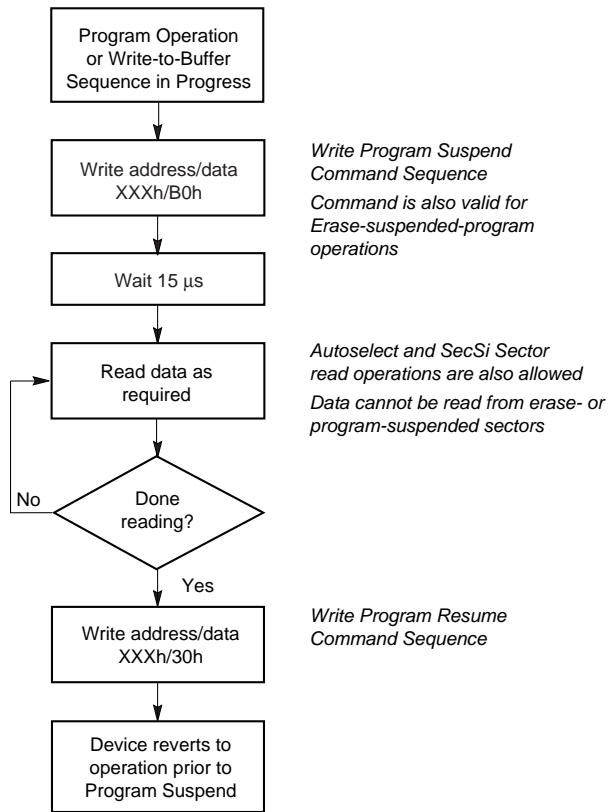 Program Operation
or Write-to-Buffer
Sequence in Progress
Write address/data
XXXh/B0h
Write Program Suspend
Command Sequence
Command is also valid for
Erase-suspended-program
operations
Wait 15 μs
Read data as
required
Autoselect and SecSi Sector
read operations are also allowed
Data cannot be read from erase- or
program-suspended sectors
No
Done
reading?
Yes
Write address/data
XXXh/30h
Write Program Resume
Command Sequence
Device reverts to
operation prior to
Program Suspend